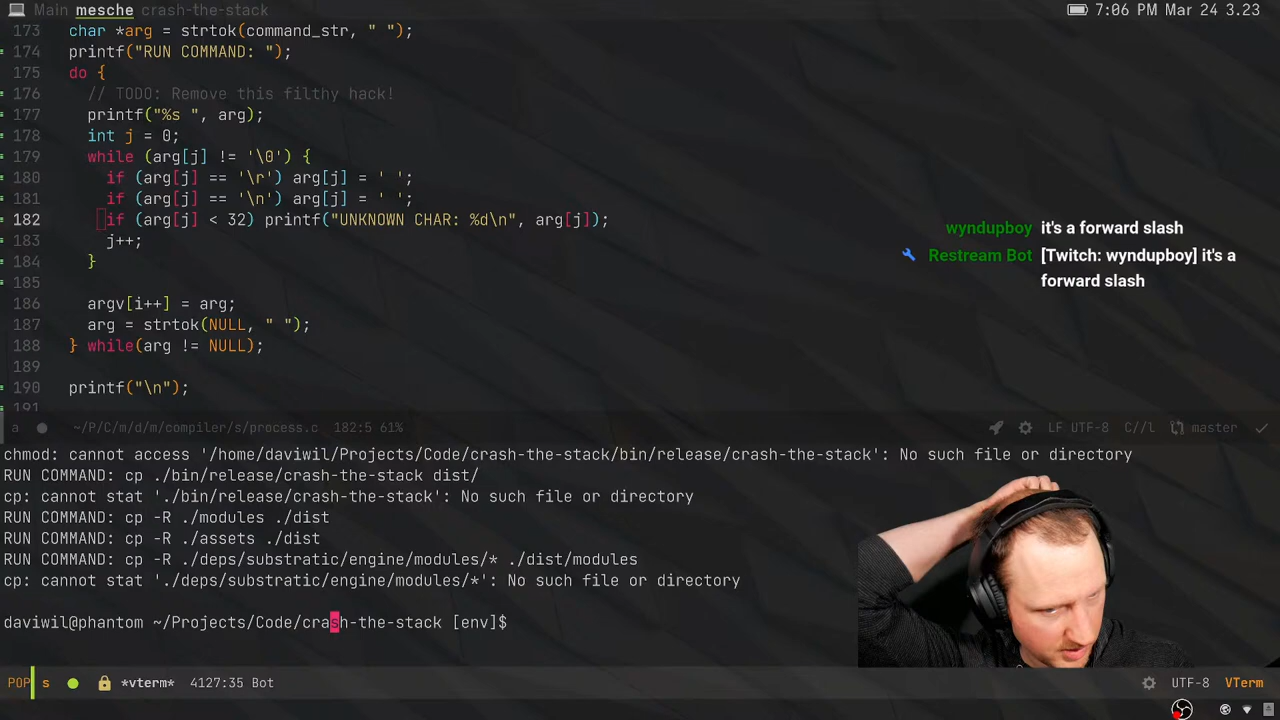 Main mesche crash-the-stack 7:06 PM Mar 24 3.23
173 char *arg = strtok(command_str, " ");
174 printf("RUN COMMAND: ");
175 do {
176 // TODO: Remove this filthy hack!
177 printf("%s ", arg);
178 int j = 0;
179 while (arg[j] != '\0') {
180 if (arg[j] == '\r') arg[j] = ' ';
181 if (arg[j] == '\n') arg[j] = ' ';
182 if (arg[j] < 32) printf("UNKNOWN CHAR: %d\n", arg[j]);
183 j++;
184 }
185
186 argv[i++] = arg;
187 arg = strtok(NULL, " ");
188 } while(arg != NULL);
189
190 printf("\n");
191
wyndupboy it's a forward slash
Restream Bot [Twitch: wyndupboy] it's a
forward slash
a ~/P/C/m/d/m/compiler/s/process.c 182:5 61% LF UTF-8 C//l master
chmod: cannot access '/home/daviwil/Projects/Code/crash-the-stack/bin/release/crash-the-stack': No such file or directory
RUN COMMAND: cp ./bin/release/crash-the-stack dist/
cp: cannot stat './bin/release/crash-the-stack': No such file or directory
RUN COMMAND: cp -R ./modules ./dist
RUN COMMAND: cp -R ./assets ./dist
RUN COMMAND: cp -R ./deps/substratic/engine/modules/* ./dist/modules
cp: cannot stat './deps/substratic/engine/modules/*': No such file or directory
daviwil@phantom ~/Projects/Code/crash-the-stack [env]$
POP s *vterm* 4127:35 Bot UTF-8 VTerm